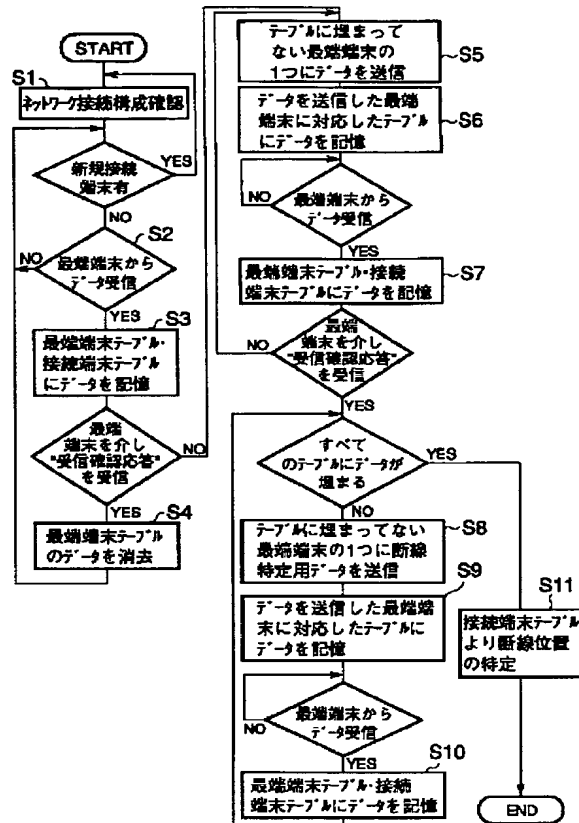 START
S1
ネットワーク接続構成確認
新規接続
端末有
YES
NO
S2
最端端末から
データ受信
NO
YES
S3
最端端末テーブル・
接続端末テーブル
にデータを記憶
最端
端末を介し
"受信確認応答"
を受信
NO
YES
S4
最端端末テーブル
のデータを消去
テーブルに埋まって
ない最端端末の
1つにデータを送信
S5
データを送信した最端
端末に対応したテーブル
にデータを記憶
S6
最端端末から
データ受信
NO
YES
最端端末テーブル・接続
端末テーブルにデータを記憶
S7
最端
端末を介し
"受信確認応答"
を受信
NO
YES
すべて
のテーブルにデータが
埋まる
YES
NO
テーブルに埋まってない
最端端末の1つに断線
特定用データを送信
S8
S9
データを送信した最端端
末に対応したテーブルに
データを記憶
最端端末から
データ受信
NO
YES
S10
最端端末テーブル・接続
端末テーブルにデータを記憶
S11
接続端末テーブル
より断線位置
の特定
END